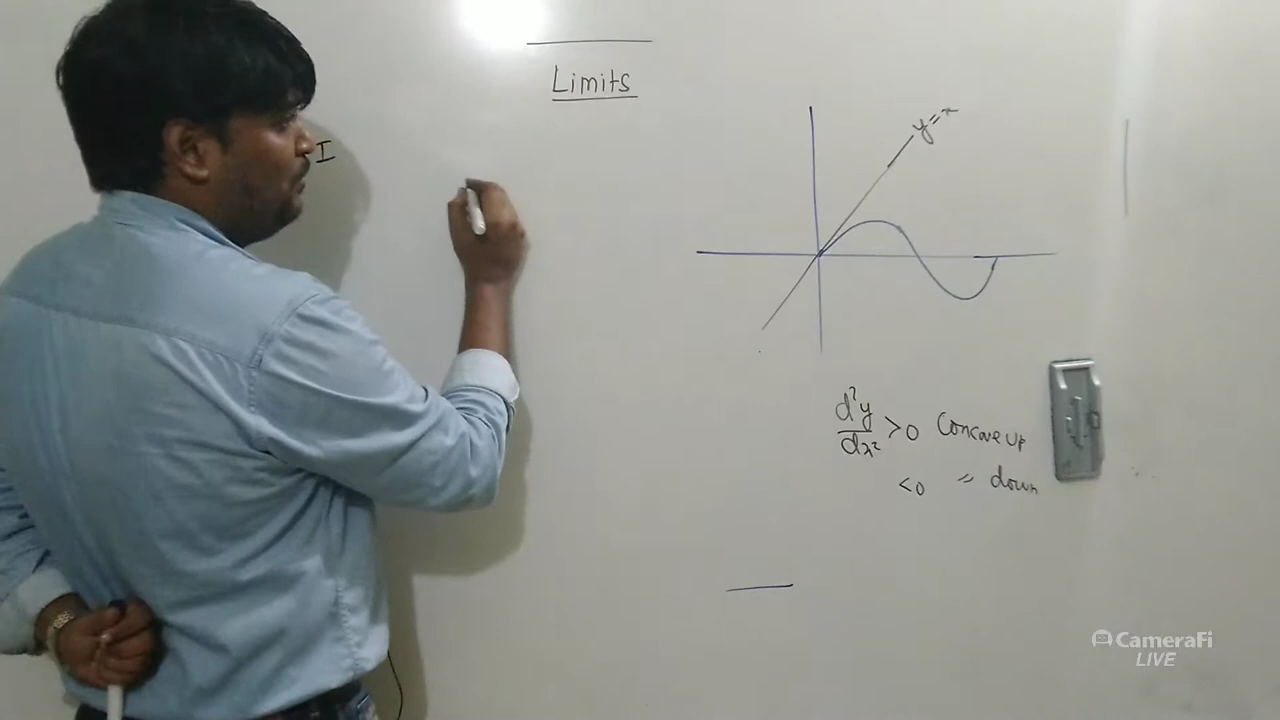 Limits
I
y=x
d²y/dx² >0 Concave up
<0 〃 down
CameraFi
LIVE